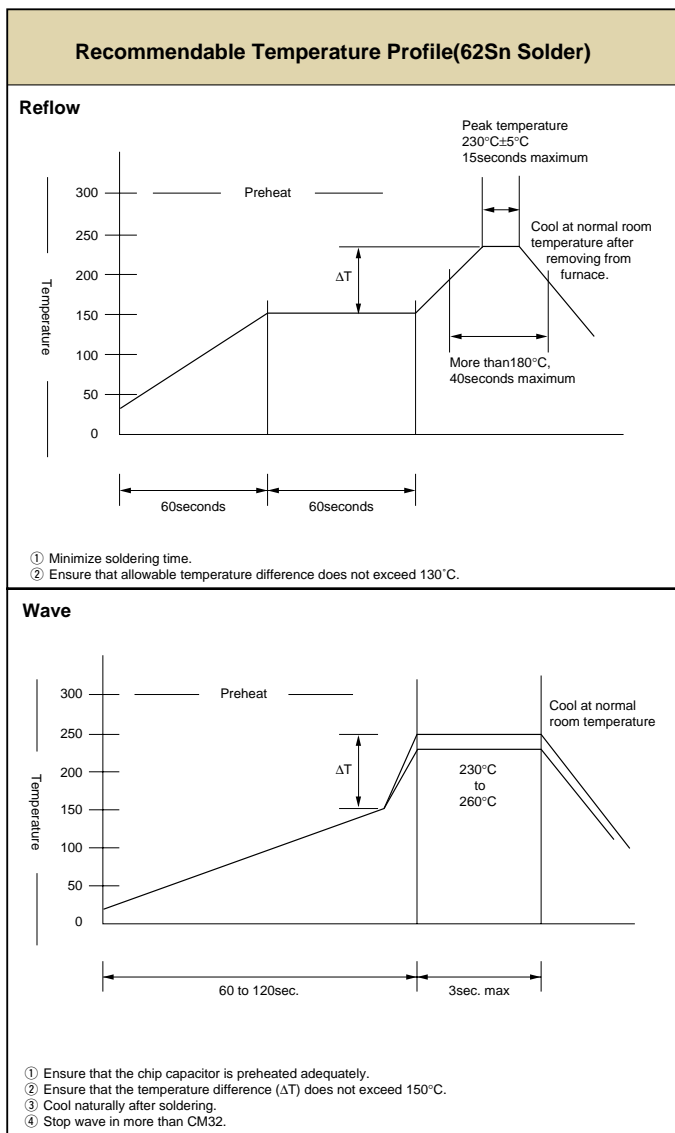 Recommendable Temperature Profile(62Sn Solder)
Reflow
Peak temperature
230°C±5°C
15seconds maximum
Preheat
Cool at normal room
temperature after
removing from
furnace.
300
250
200
150
100
50
0
Temperature
ΔT
More than180°C,
40seconds maximum
60seconds
60seconds
① Minimize soldering time.
② Ensure that allowable temperature difference does not exceed 130°C.
Wave
Preheat
Cool at normal
room temperature
300
250
200
150
100
50
0
Temperature
ΔT
230°C
to
260°C
60 to 120sec.
3sec. max
① Ensure that the chip capacitor is preheated adequately.
② Ensure that the temperature difference (ΔT) does not exceed 150°C.
③ Cool naturally after soldering.
④ Stop wave in more than CM32.